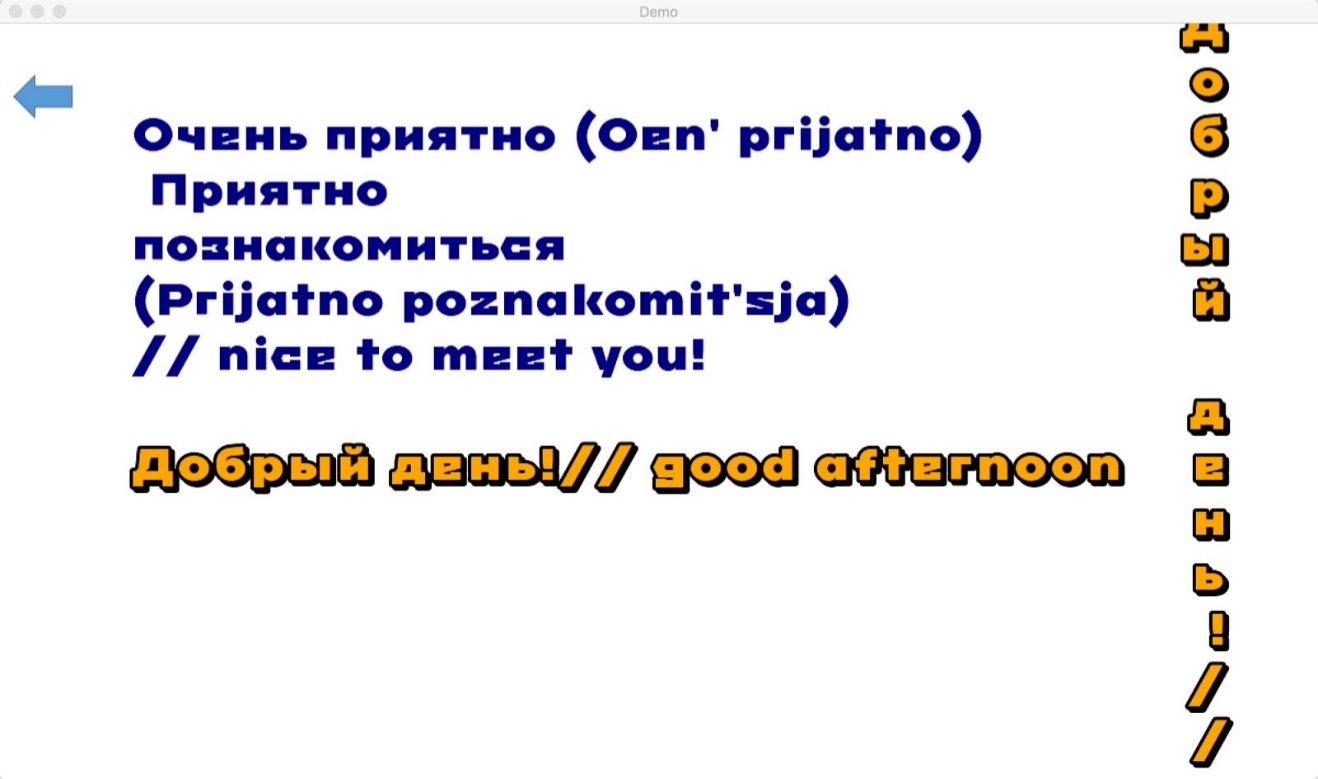 Demo
Очень приятно (Oen' prijatno)
Приятно
познакомиться
(Prijatno poznakomit'sja)
// nice to meet you!
Добрый день!// good afternoon
Добрый день!//